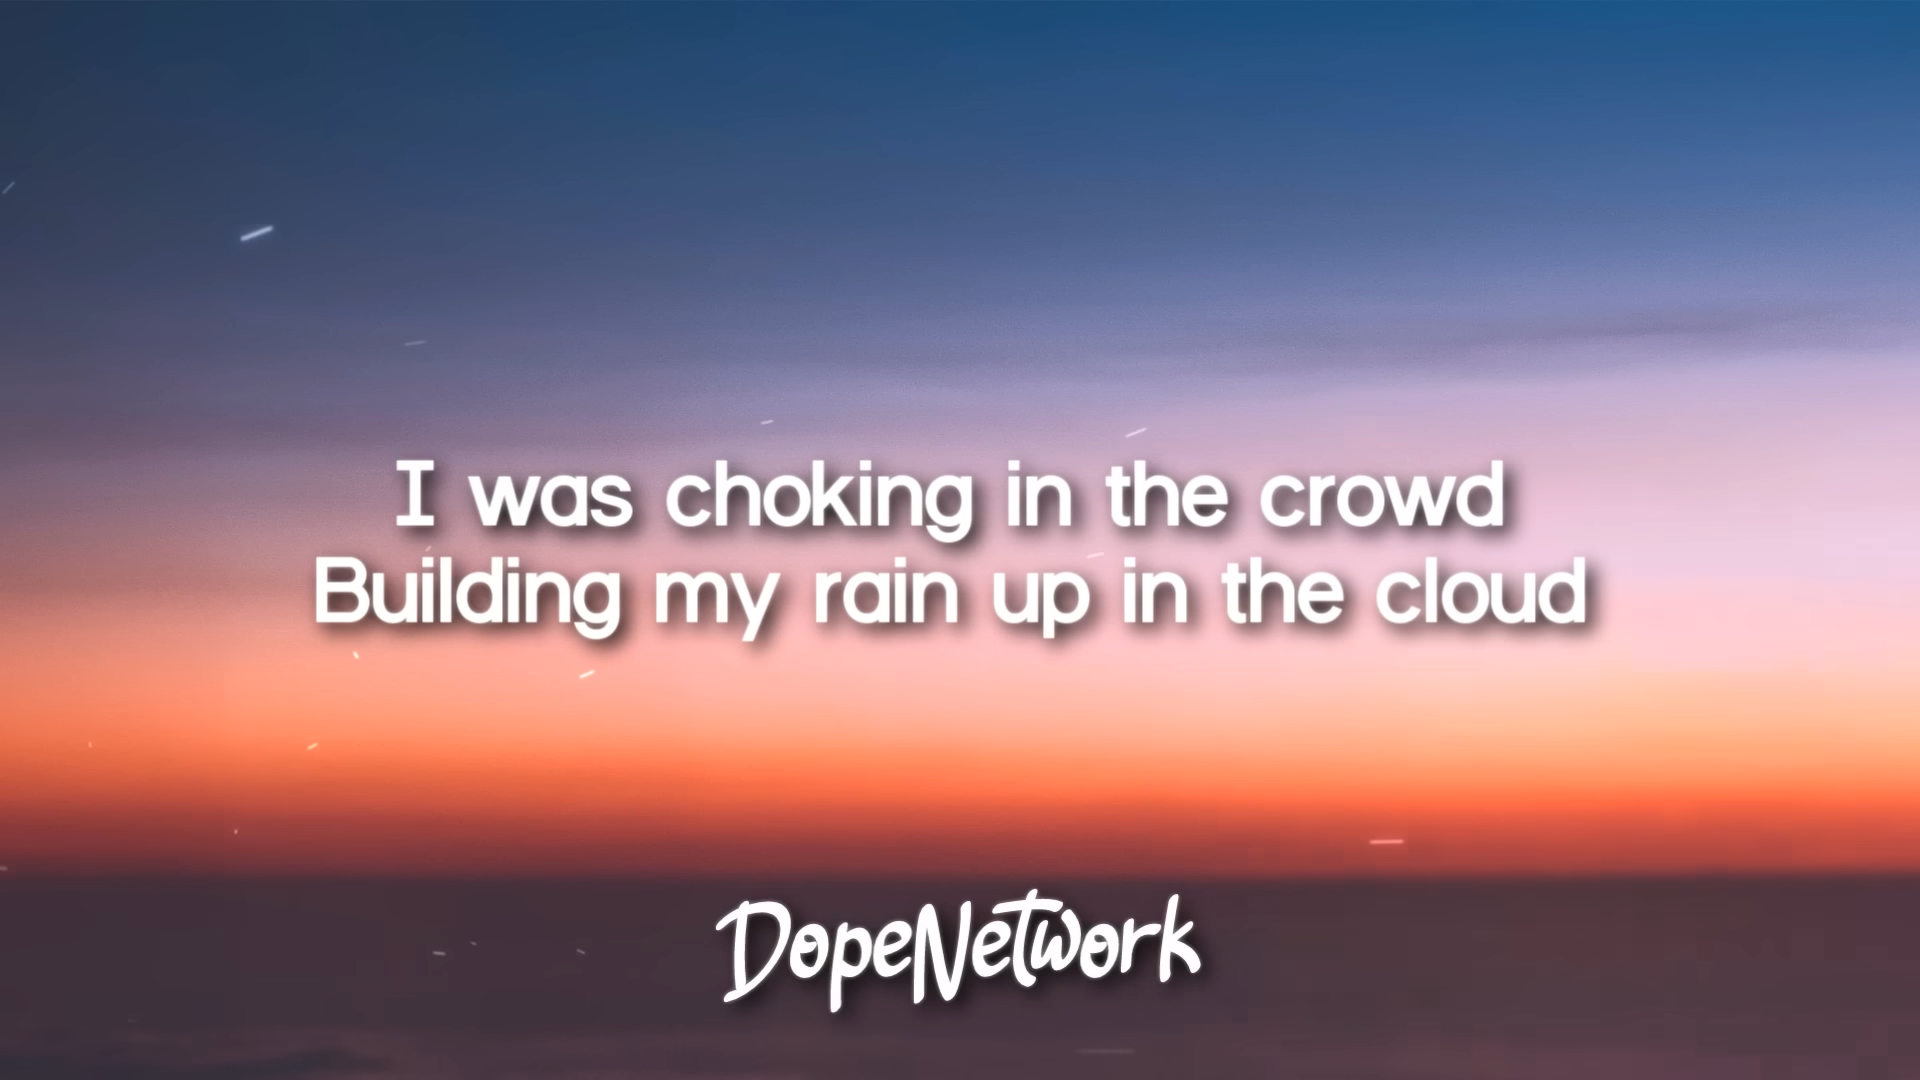 I was choking in the crowd
Building my rain up in the cloud
DopeNetwork